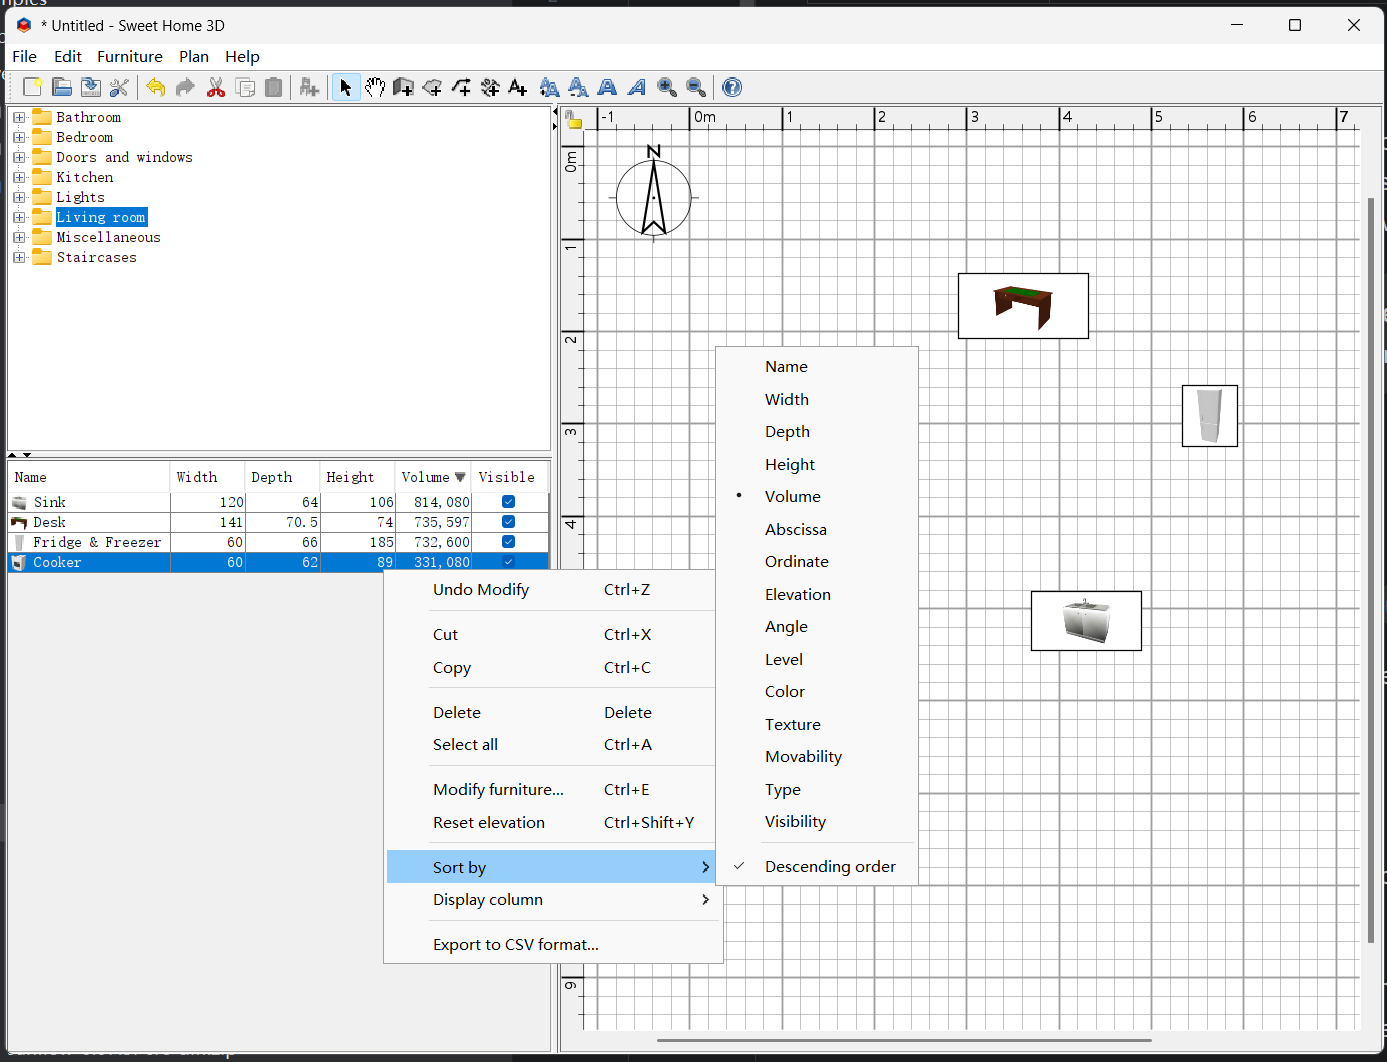 * Untitled - Sweet Home 3D
File Edit Furniture Plan Help
Bathroom
Bedroom
Doors and windows
Kitchen
Lights
Living room
Miscellaneous
Staircases
Name Width Depth Height Volume Visible
Sink 120 64 106 814,080
Desk 141 70.5 74 735,597
Fridge & Freezer 60 66 185 732,600
Cooker 60 62 89 331,080
Undo Modify Ctrl+Z
Cut Ctrl+X
Copy Ctrl+C
Delete Delete
Select all Ctrl+A
Modify furniture... Ctrl+E
Reset elevation Ctrl+Shift+Y
Sort by
Display column
Export to CSV format...
Name
Width
Depth
Height
Volume
Abscissa
Ordinate
Elevation
Angle
Level
Color
Texture
Movability
Type
Visibility
Descending order
-1 0m 1 2 3 4 5 6 7
0m
1
2
3
4
9
N